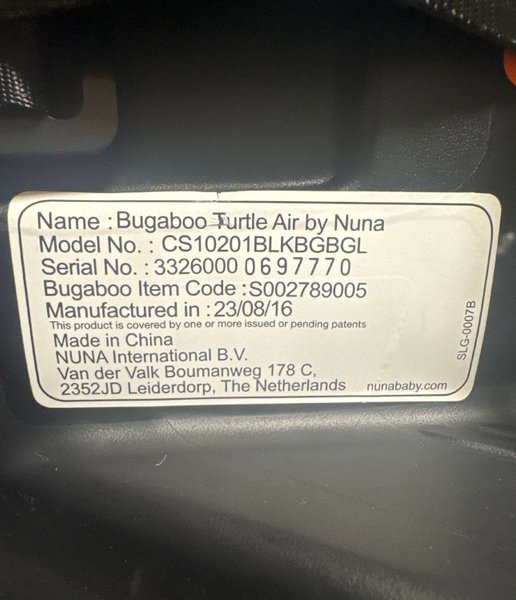 Name : Bugaboo Turtle Air by Nuna
Model No. : CS10201BLKBGBGL
Serial No. : 3326000 0697770
Bugaboo Item Code : S002789005
Manufactured in : 23/08/16
This product is covered by one or more issued or pending patents
Made in China
NUNA International B.V.
Van der Valk Boumanweg 178 C,
2352JD Leiderdorp, The Netherlands
nunababy.com
SLG-0007B